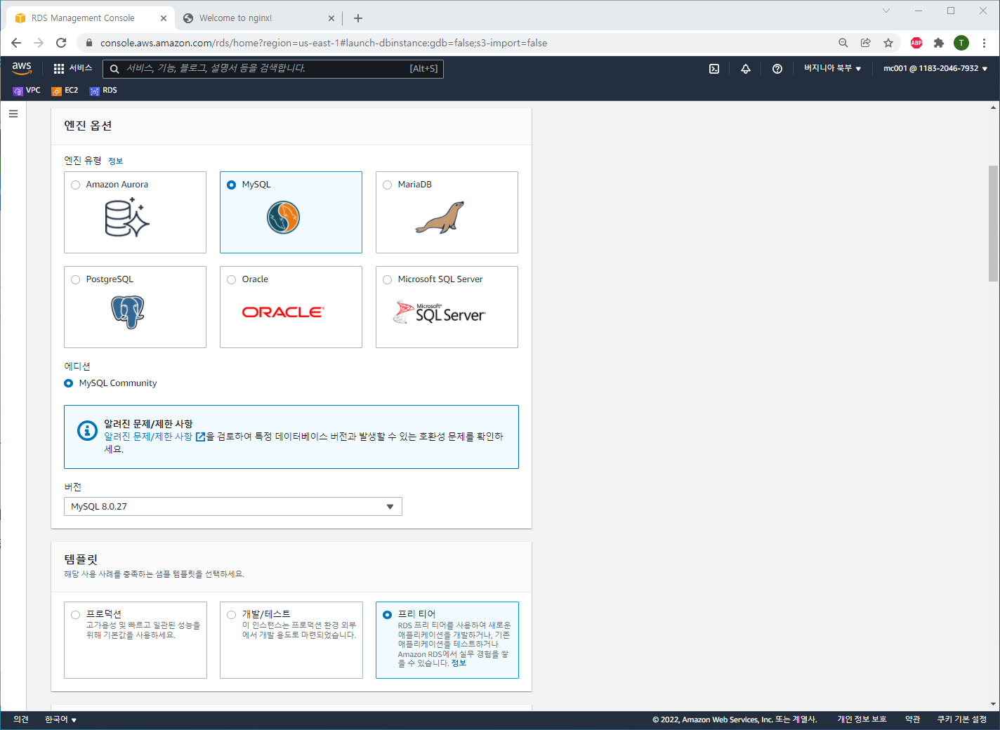 RDS Management Console
Welcome to nginx!
console.aws.amazon.com/rds/home?region=us-east-1#launch-dbinstance:gdb=false;s3-import=false
ABP
T
aws
서비스
서비스, 기능, 블로그, 설명서 등을 검색합니다.
[Alt+S]
버지니아 북부
mc001 @ 1183-2046-7932
VPC
EC2
RDS
엔진 옵션
엔진 유형 정보
Amazon Aurora
MySQL
MariaDB
PostgreSQL
Oracle
ORACLE
Microsoft SQL Server
Microsoft
SQL Server
에디션
MySQL Community
알려진 문제/제한 사항
알려진 문제/제한 사항 을 검토하여 특정 데이터베이스 버전과 발생할 수 있는 호환성 문제를 확인하
세요.
버전
MySQL 8.0.27
템플릿
해당 사용 사례를 충족하는 샘플 템플릿을 선택하세요.
프로덕션
고가용성 및 빠르고 일관된 성능을
위해 기본값을 사용하세요.
개발/테스트
이 인스턴스는 프로덕션 환경 외부
에서 개발 용도로 마련되었습니다.
프리 티어
RDS 프리 티어를 사용하여 새로운
애플리케이션을 개발하거나, 기존
애플리케이션을 테스트하거나
Amazon RDS에서 실무 경험을 쌓
을 수 있습니다. 정보
의견
한국어
© 2022, Amazon Web Services, Inc. 또는 계열사.
개인 정보 보호
약관
쿠키 기본 설정